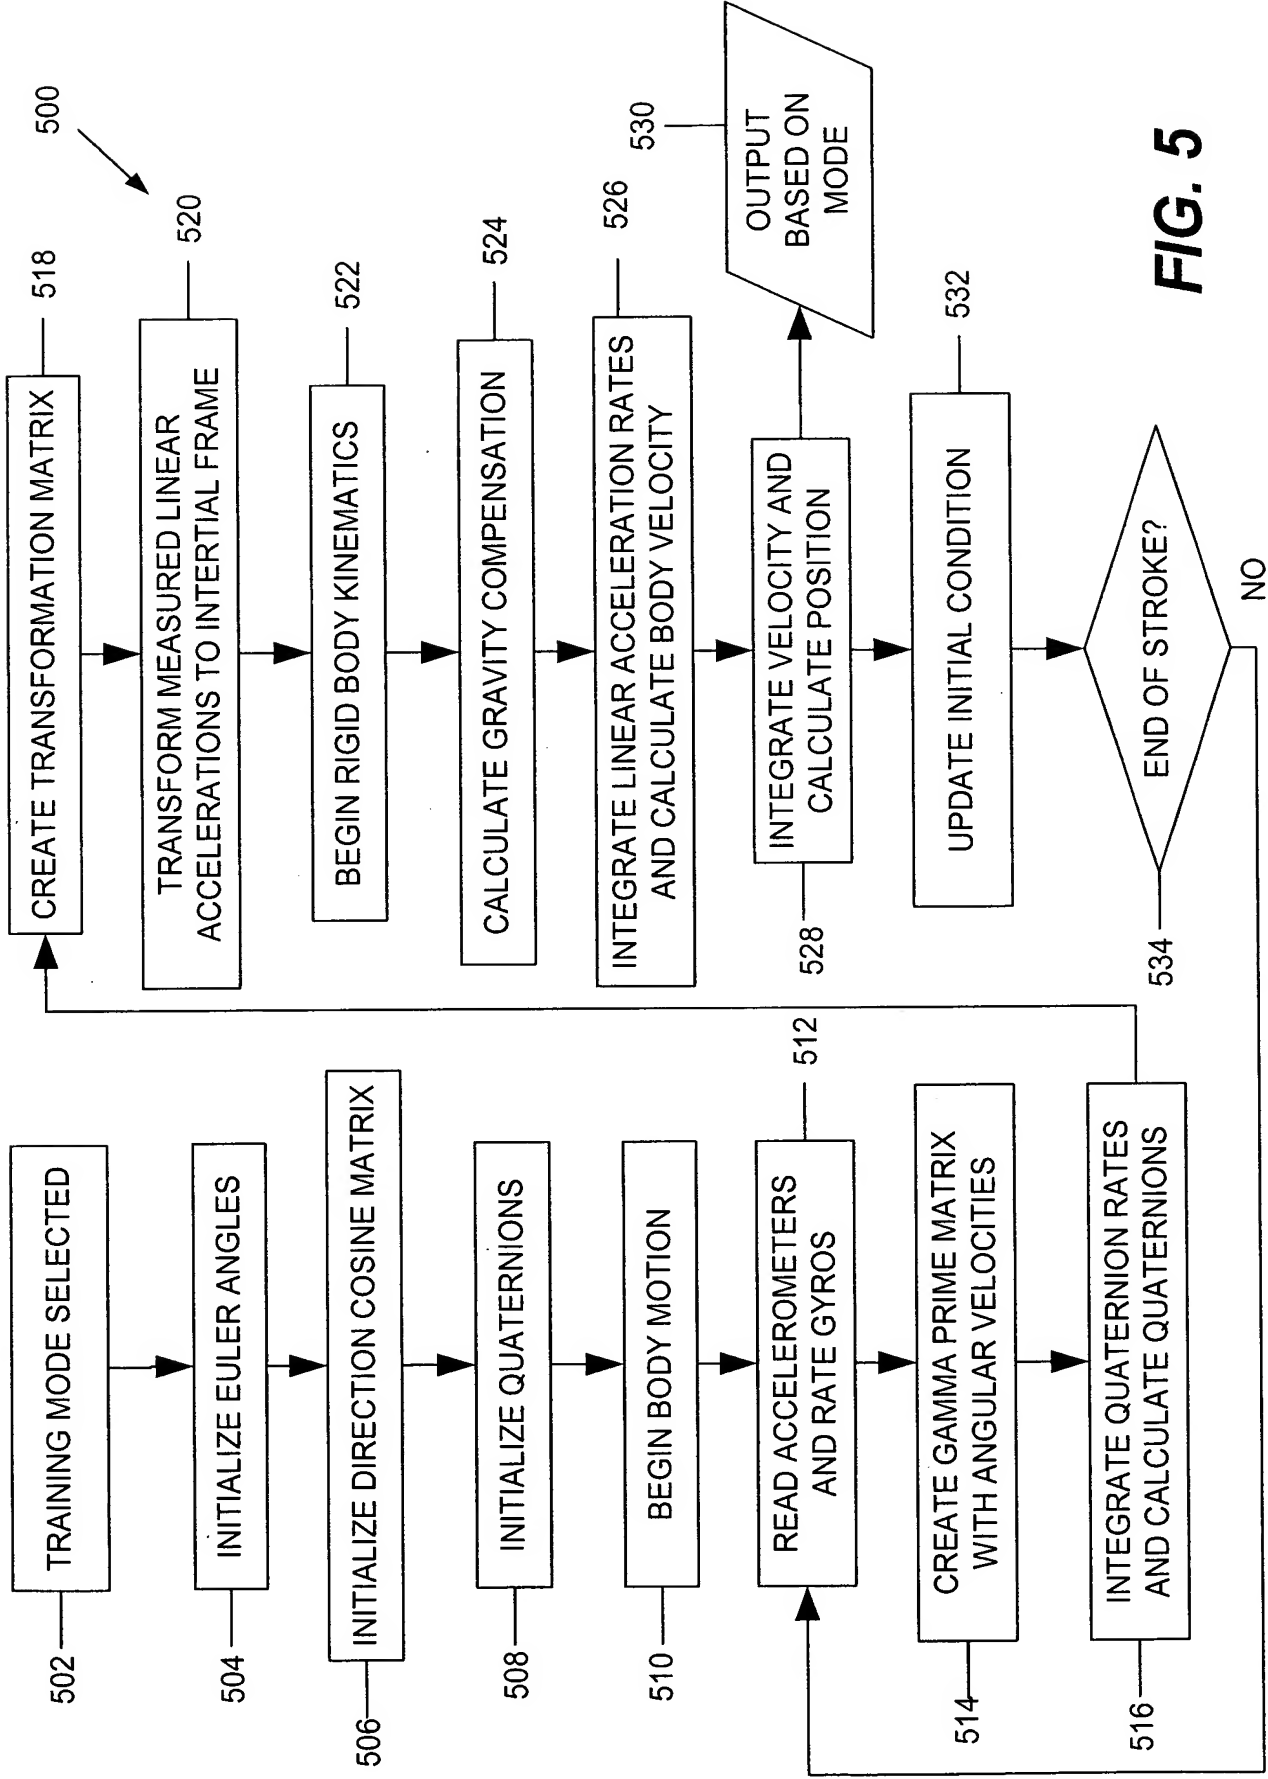 500
502
TRAINING MODE SELECTED
504
INITIALIZE EULER ANGLES
506
INITIALIZE DIRECTION COSINE MATRIX
508
INITIALIZE QUATERNIONS
510
BEGIN BODY MOTION
512
READ ACCELEROMETERS
AND RATE GYROS
514
CREATE GAMMA PRIME MATRIX
WITH ANGULAR VELOCITIES
516
INTEGRATE QUATERNION RATES
AND CALCULATE QUATERNIONS
518
CREATE TRANSFORMATION MATRIX
520
TRANSFORM MEASURED LINEAR
ACCELERATIONS TO INTERTIAL FRAME
522
BEGIN RIGID BODY KINEMATICS
524
CALCULATE GRAVITY COMPENSATION
526
INTEGRATE LINEAR ACCELERATION RATES
AND CALCULATE BODY VELOCITY
528
INTEGRATE VELOCITY AND
CALCULATE POSITION
530
OUTPUT
BASED ON
MODE
532
UPDATE INITIAL CONDITION
534
END OF STROKE?
NO
FIG. 5